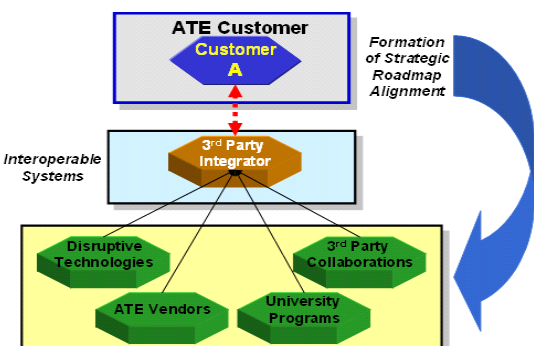 ATE Customer
Customer
A
Formation
of Strategic
Roadmap
Alignment
3rd Party
Integrator
Interoperable
Systems
Disruptive
Technologies
3rd Party
Collaborations
ATE Vendors
University
Programs